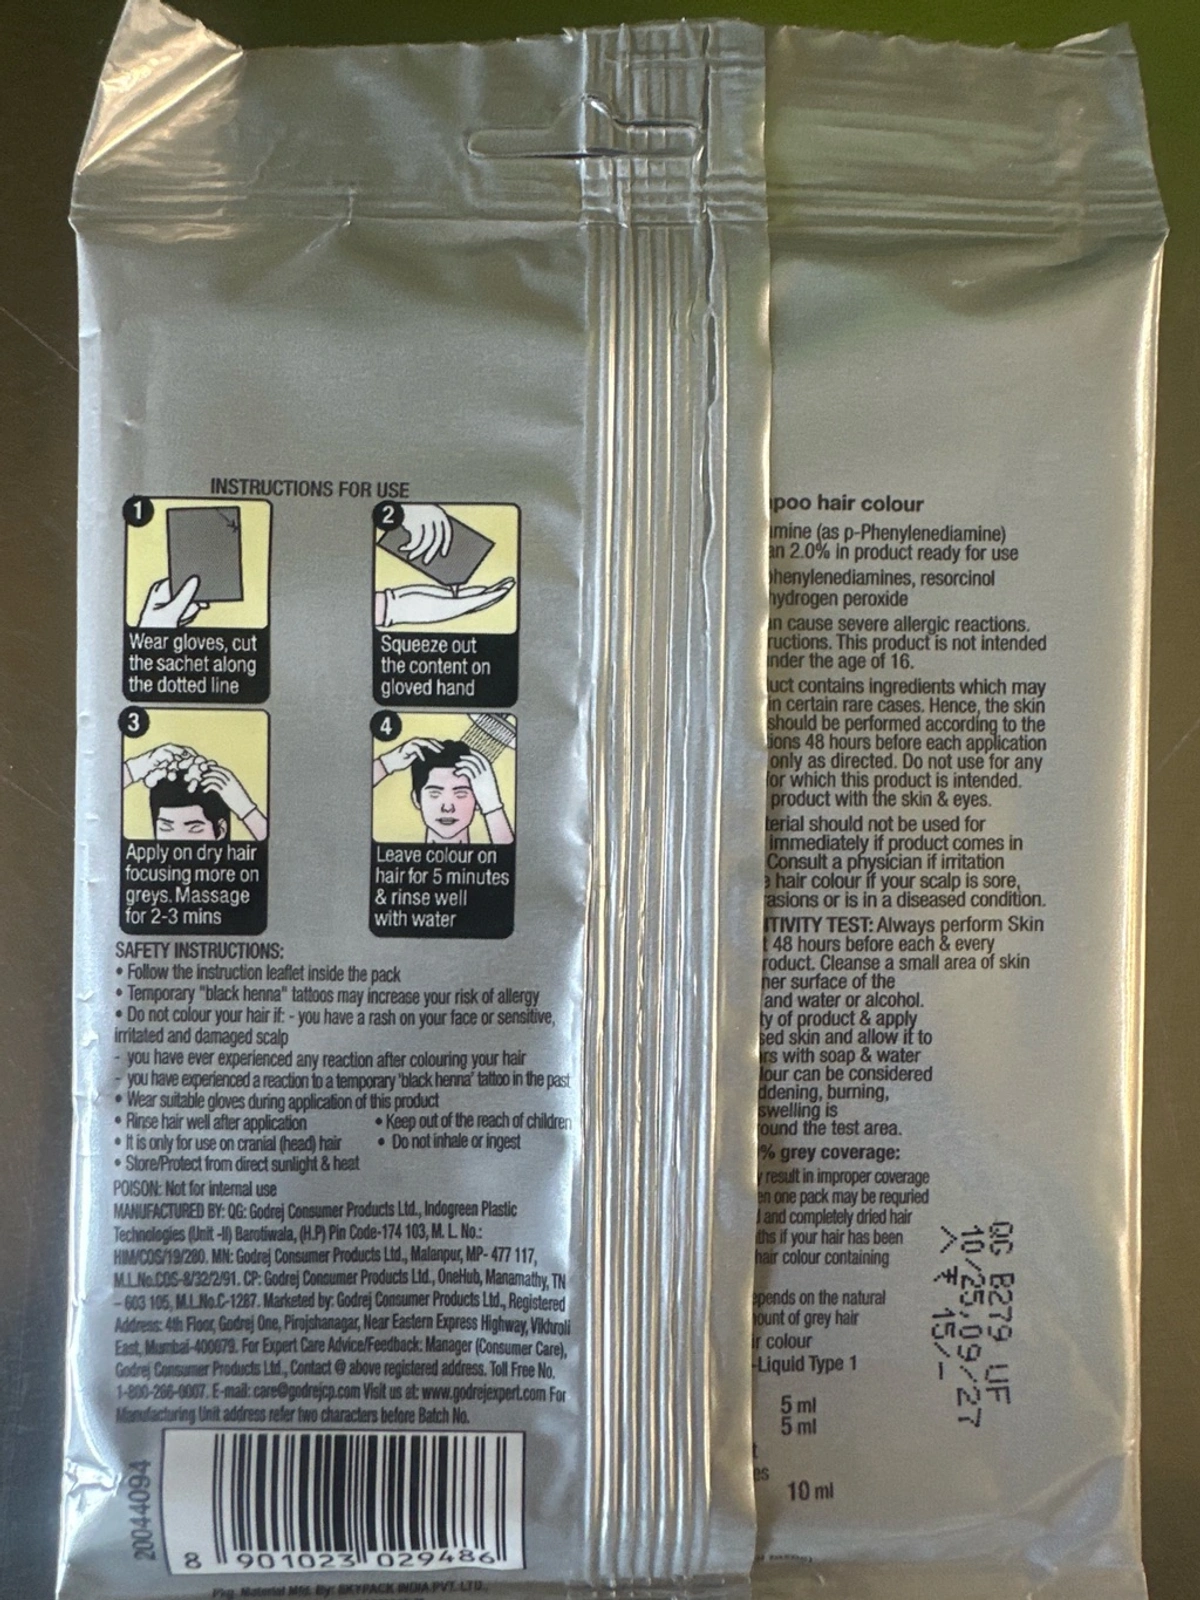 INSTRUCTIONS FOR USE
1
Wear gloves, cut
the sachet along
the dotted line
2
Squeeze out
the content on
gloved hand
3
Apply on dry hair
focusing more on
greys. Massage
for 2-3 mins
4
Leave colour on
hair for 5 minutes
& rinse well
with water
SAFETY INSTRUCTIONS:
• Follow the instruction leaflet inside the pack
• Temporary "black henna" tattoos may increase your risk of allergy
• Do not colour your hair if: - you have a rash on your face or sensitive,
irritated and damaged scalp
- you have ever experienced any reaction after colouring your hair
- you have experienced a reaction to a temporary 'black henna' tattoo in the past
• Wear suitable gloves during application of this product
• Rinse hair well after application • Keep out of the reach of children
• It is only for use on cranial (head) hair • Do not inhale or ingest
• Store/Protect from direct sunlight & heat
POISON: Not for internal use
MANUFACTURED BY: QG: Godrej Consumer Products Ltd., Indogreen Plastic
Technologies (Unit -II) Barotiwala, (H.P) Pin Code-174 103, M. L. No.:
HIM/COS/19/280. MN: Godrej Consumer Products Ltd., Malanpur, MP- 477 117,
M.L.No.COS-8/32/2/91. CP: Godrej Consumer Products Ltd., OneHub, Manamathy, TN
– 603 105, M.L.No.C-1287. Marketed by: Godrej Consumer Products Ltd., Registered
Address: 4th Floor, Godrej One, Pirojshanagar, Near Eastern Express Highway, Vikhroli
East, Mumbai-400079. For Expert Care Advice/Feedback: Manager (Consumer Care),
Godrej Consumer Products Ltd., Contact @ above registered address. Toll Free No.
1-800-266-0007. E-mail: care@godrejcp.com Visit us at: www.godrejexpert.com For
Manufacturing Unit address refer two characters before Batch No.
20044094
8 901023 029486
Pkg. Material Mfd. By: SKYPACK INDIA PVT. LTD.,
poo hair colour
mine (as p-Phenylenediamine)
an 2.0% in product ready for use
phenylenediamines, resorcinol
hydrogen peroxide
n cause severe allergic reactions.
ructions. This product is not intended
nder the age of 16.
uct contains ingredients which may
in certain rare cases. Hence, the skin
should be performed according to the
ions 48 hours before each application
only as directed. Do not use for any
or which this product is intended.
product with the skin & eyes.
terial should not be used for
immediately if product comes in
Consult a physician if irritation
e hair colour if your scalp is sore,
asions or is in a diseased condition.
ITIVITY TEST: Always perform Skin
t 48 hours before each & every
roduct. Cleanse a small area of skin
ner surface of the
and water or alcohol.
ty of product & apply
sed skin and allow it to
rs with soap & water
lour can be considered
ddening, burning,
swelling is
ound the test area.
% grey coverage:
y result in improper coverage
en one pack may be requried
and completely dried hair
ths if your hair has been
hair colour containing
epends on the natural
ount of grey hair
ir colour
-Liquid Type 1
5 ml
5 ml
t
es
10 ml
QG B279 UF
10/25,09/27
₹ 15/_